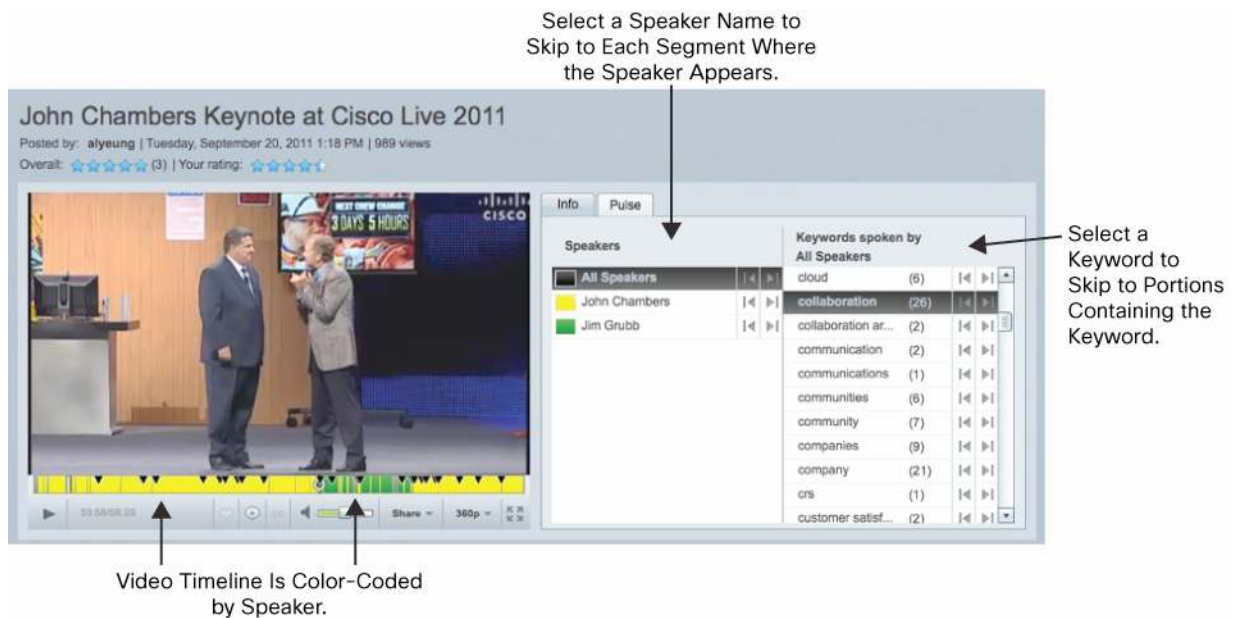 Select a Speaker Name to
Skip to Each Segment Where
the Speaker Appears.
John Chambers Keynote at Cisco Live 2011
Posted by: alyeung | Tuesday, September 20, 2011 1:18 PM | 989 views
Overall: (3) | Your rating:
NEXT CREW CHANGE
3 DAYS 5 HOURS
CISCO
Info Pulse
Speakers
All Speakers
John Chambers
Jim Grubb
Keywords spoken by
All Speakers
cloud (6)
collaboration (26)
collaboration ar... (2)
communication (2)
communications (1)
communities (6)
community (7)
companies (9)
company (21)
crs (1)
customer satisf... (2)
Select a
Keyword to
Skip to Portions
Containing the
Keyword.
Share 360p
Video Timeline Is Color-Coded
by Speaker.